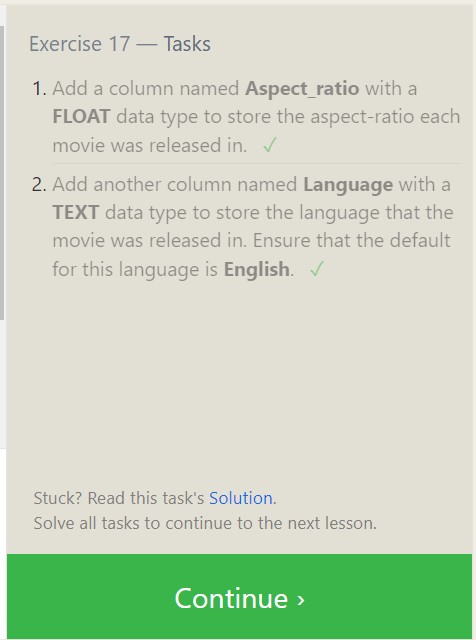 Exercise 17 — Tasks
1. Add a column named Aspect_ratio with a
FLOAT data type to store the aspect-ratio each
movie was released in. ✓
2. Add another column named Language with a
TEXT data type to store the language that the
movie was released in. Ensure that the default
for this language is English. ✓
Stuck? Read this task's Solution.
Solve all tasks to continue to the next lesson.
Continue ›